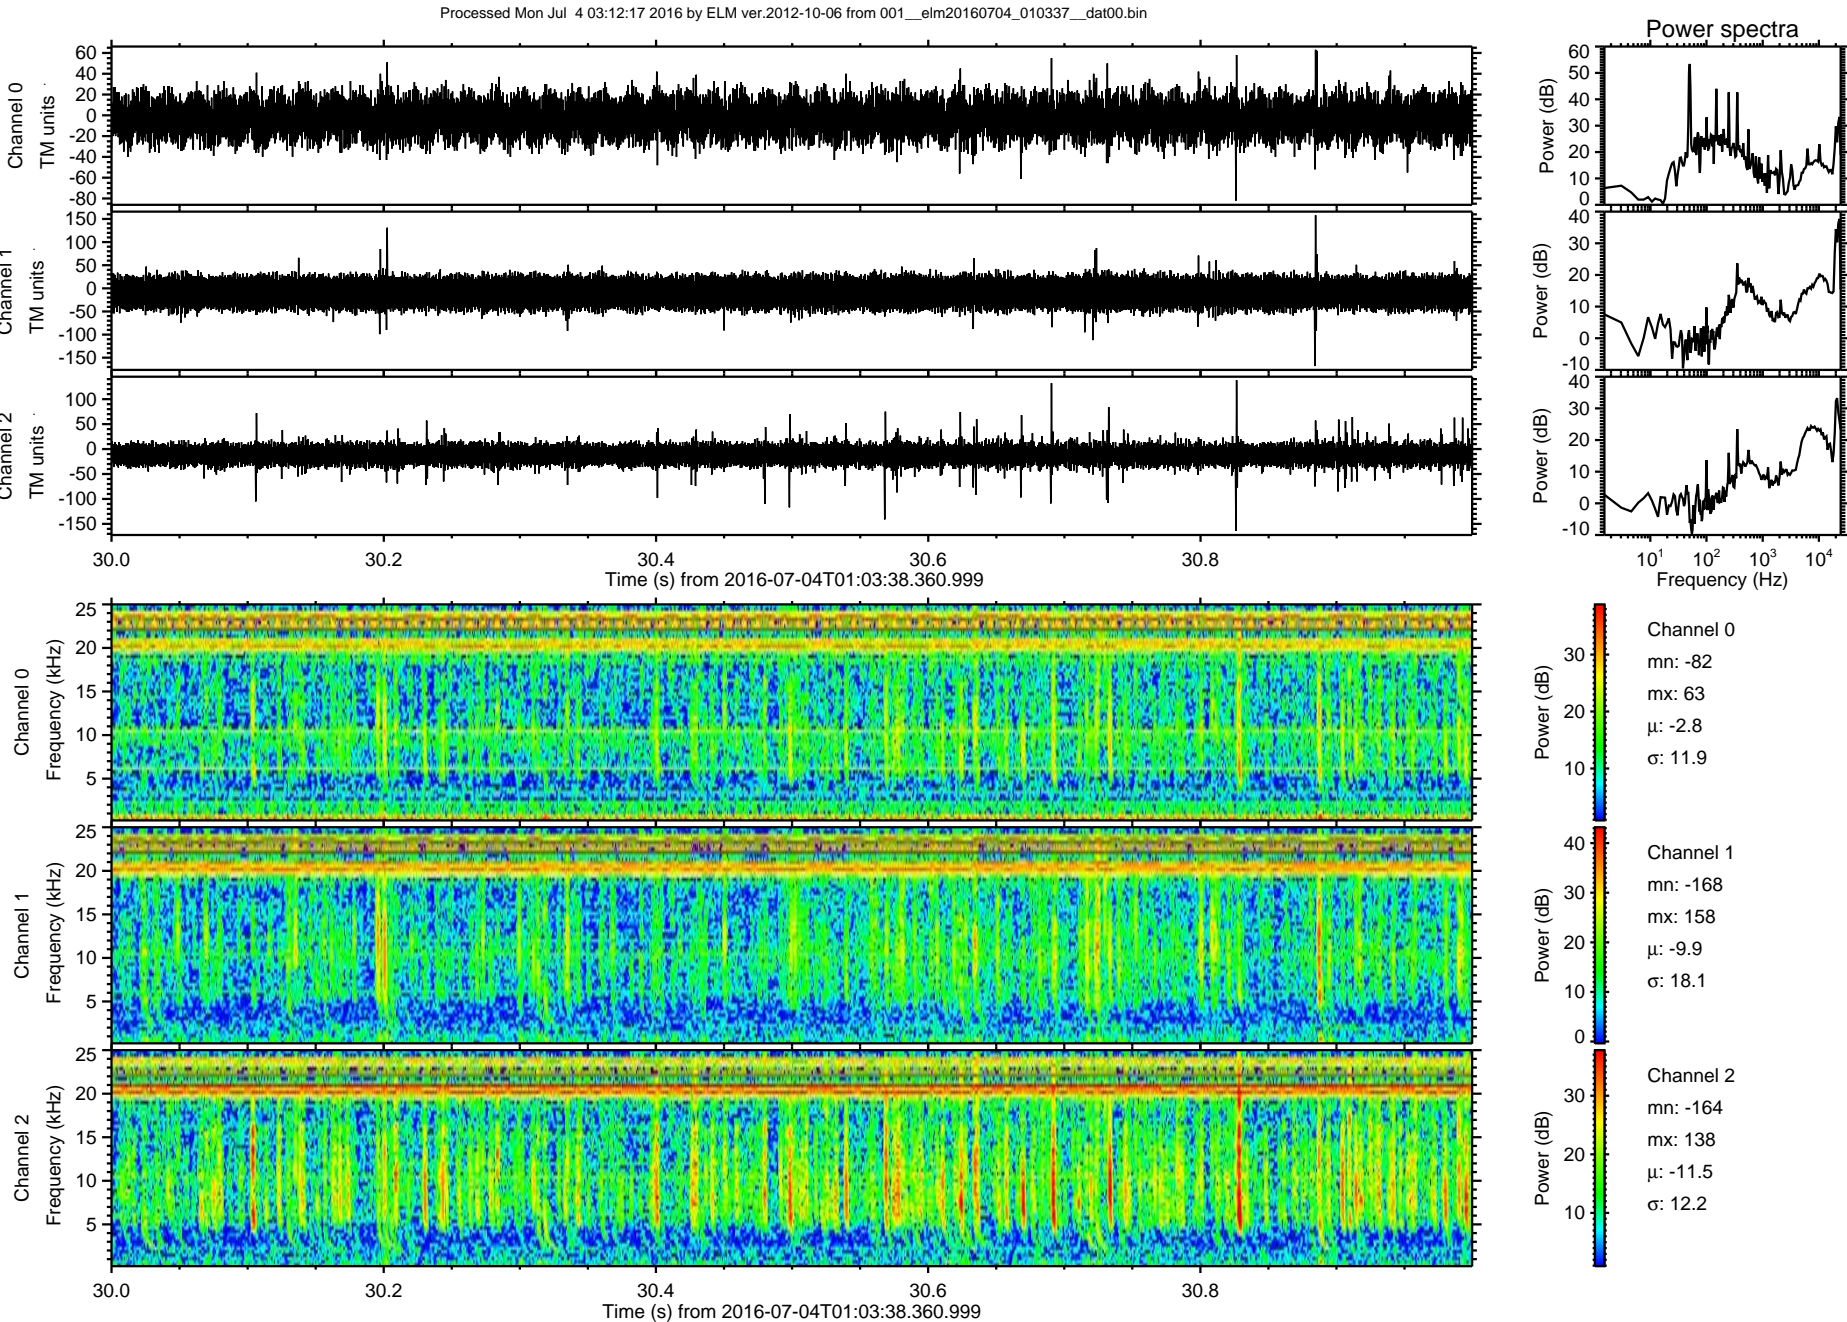 Processed Mon Jul  4 03:12:17 2016 by ELM ver.2012-10-06 from 001__elm20160704_010337__dat00.bin
Power spectra
Channel 0
TM units
60
40
20
0
-20
-40
-60
-80
Power (dB)
60
50
40
30
20
10
0
Channel 1
TM units
150
100
50
0
-50
-100
-150
Power (dB)
40
30
20
10
0
-10
Channel 2
TM units
100
50
0
-50
-100
-150
Power (dB)
40
30
20
10
0
-10
30.0 30.2 30.4 30.6 30.8
Time (s) from 2016-07-04T01:03:38.360.999
10¹ 10² 10³ 10⁴
Frequency (Hz)
Channel 0
Frequency (kHz)
25
20
15
10
5
Power (dB)
30
20
10
Channel 0
mn: -82
mx: 63
μ: -2.8
σ: 11.9
Channel 1
Frequency (kHz)
25
20
15
10
5
Power (dB)
40
30
20
10
0
Channel 1
mn: -168
mx: 158
μ: -9.9
σ: 18.1
Channel 2
Frequency (kHz)
25
20
15
10
5
Power (dB)
30
20
10
Channel 2
mn: -164
mx: 138
μ: -11.5
σ: 12.2
30.0 30.2 30.4 30.6 30.8
Time (s) from 2016-07-04T01:03:38.360.999